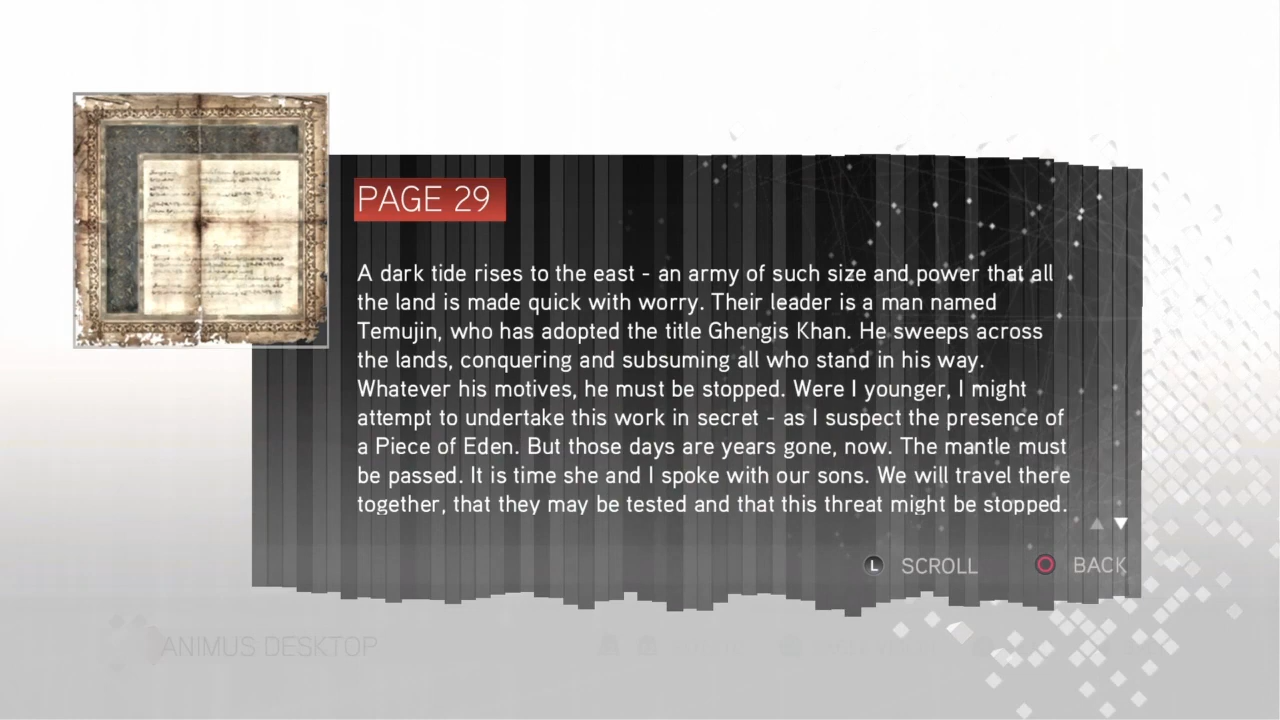 PAGE 29
A dark tide rises to the east - an army of such size and power that all
the land is made quick with worry. Their leader is a man named
Temujin, who has adopted the title Ghengis Khan. He sweeps across
the lands, conquering and subsuming all who stand in his way.
Whatever his motives, he must be stopped. Were I younger, I might
attempt to undertake this work in secret - as I suspect the presence of
a Piece of Eden. But those days are years gone, now. The mantle must
be passed. It is time she and I spoke with our sons. We will travel there
together, that they may be tested and that this threat might be stopped.
L SCROLL BACK
ANIMUS DESKTOP